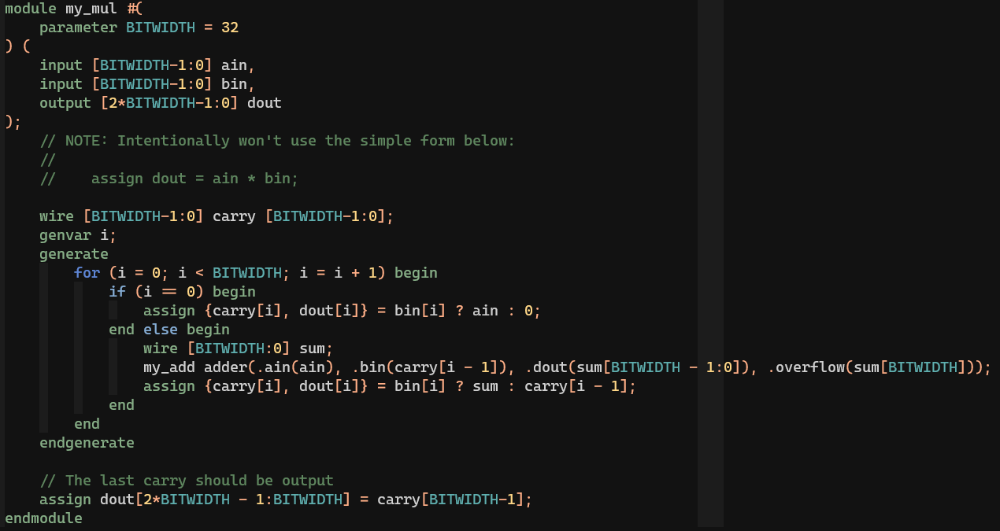 module my_mul #(
    parameter BITWIDTH = 32
) (
    input [BITWIDTH-1:0] ain,
    input [BITWIDTH-1:0] bin,
    output [2*BITWIDTH-1:0] dout
);
    // NOTE: Intentionally won't use the simple form below:
    //
    //    assign dout = ain * bin;

    wire [BITWIDTH-1:0] carry [BITWIDTH-1:0];
    genvar i;
    generate
        for (i = 0; i < BITWIDTH; i = i + 1) begin
            if (i == 0) begin
                assign {carry[i], dout[i]} = bin[i] ? ain : 0;
            end else begin
                wire [BITWIDTH:0] sum;
                my_add adder(.ain(ain), .bin(carry[i - 1]), .dout(sum[BITWIDTH - 1:0]), .overflow(sum[BITWIDTH]));
                assign {carry[i], dout[i]} = bin[i] ? sum : carry[i - 1];
            end
        end
    endgenerate

    // The last carry should be output
    assign dout[2*BITWIDTH - 1:BITWIDTH] = carry[BITWIDTH-1];
endmodule